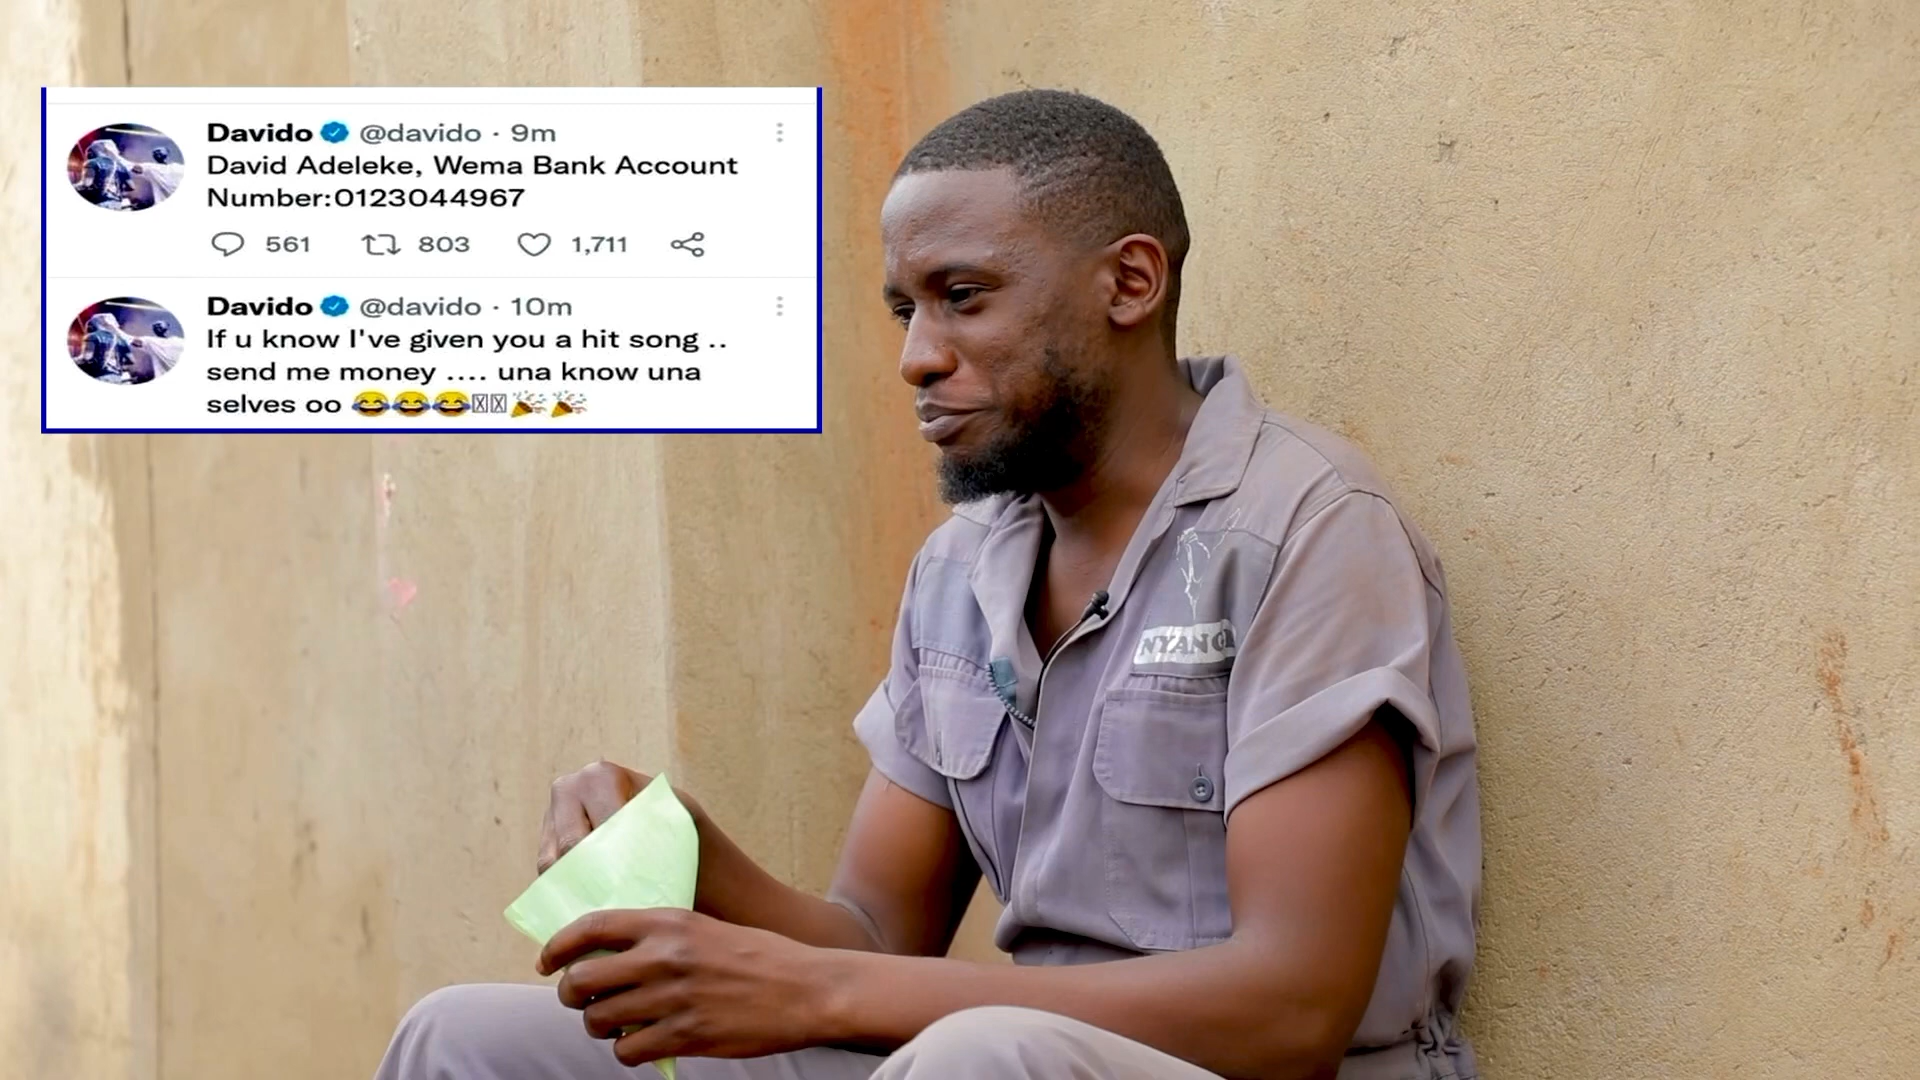 Davido @davido · 9m
David Adeleke, Wema Bank Account
Number:0123044967
561 803 1,711
Davido @davido · 10m
If u know I've given you a hit song ..
send me money .... una know una
selves oo 😂😂😂🎉🎉